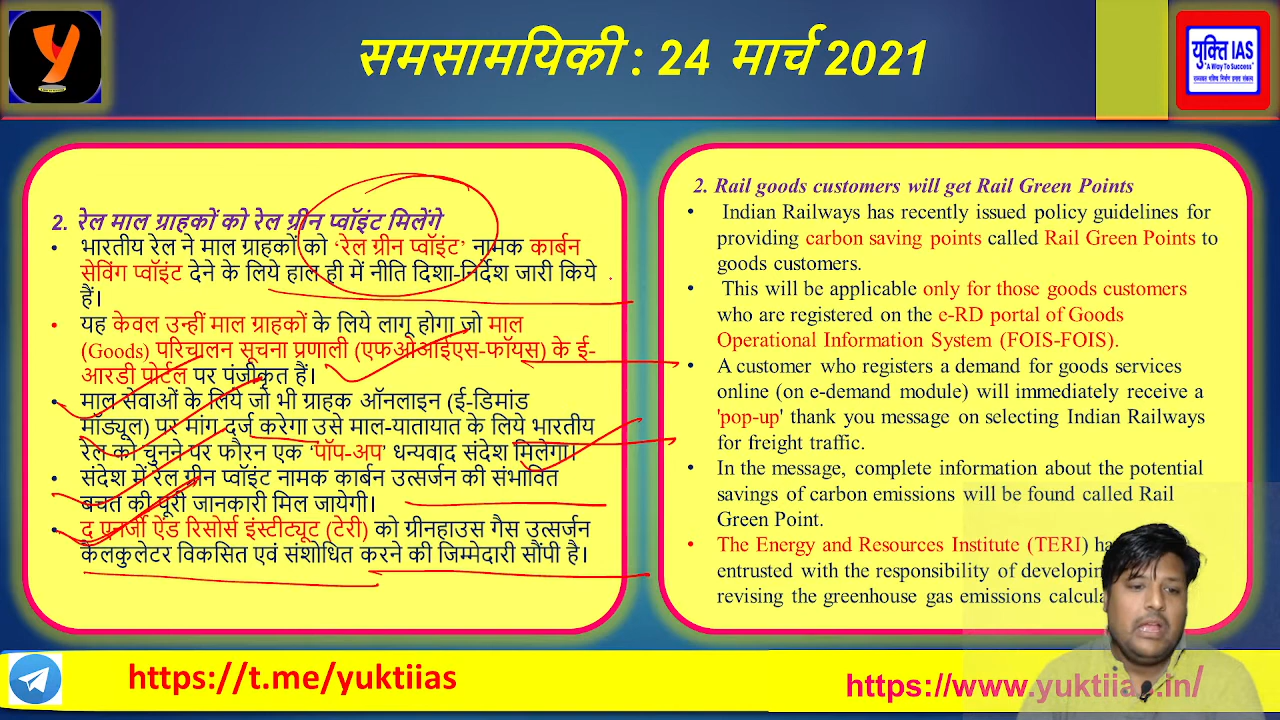 समसामयिकी : 24 मार्च 2021
युक्ति IAS
"A Way To Success"
2. रेल माल ग्राहकों को रेल ग्रीन प्वॉइंट मिलेंगे
• भारतीय रेल ने माल ग्राहकों को ‘रेल ग्रीन प्वॉइंट’ नामक कार्बन
सेविंग प्वॉइंट देने के लिये हाल ही में नीति दिशा-निर्देश जारी किये
हैं।
• यह केवल उन्हीं माल ग्राहकों के लिये लागू होगा जो माल
(Goods) परिचालन सूचना प्रणाली (एफओआईएस-फॉयस) के ई-
आरडी पोर्टल पर पंजीकृत हैं।
• माल सेवाओं के लिये जो भी ग्राहक ऑनलाइन (ई-डिमांड
मॉड्यूल) पर मांग दर्ज करेगा उसे माल-यातायात के लिये भारतीय
रेल को चुनने पर फौरन एक ‘पॉप-अप’ धन्यवाद संदेश मिलेगा।
• संदेश में रेल ग्रीन प्वॉइंट नामक कार्बन उत्सर्जन की संभावित
बचत की पूरी जानकारी मिल जायेगी।
• द एनर्जी ऐंड रिसोर्स इंस्टीट्यूट (टेरी) को ग्रीनहाउस गैस उत्सर्जन
कैलकुलेटर विकसित एवं संशोधित करने की जिम्मेदारी सौंपी है।
2. Rail goods customers will get Rail Green Points
• Indian Railways has recently issued policy guidelines for
providing carbon saving points called Rail Green Points to
goods customers.
• This will be applicable only for those goods customers
who are registered on the e-RD portal of Goods
Operational Information System (FOIS-FOIS).
• A customer who registers a demand for goods services
online (on e-demand module) will immediately receive a
'pop-up' thank you message on selecting Indian Railways
for freight traffic.
• In the message, complete information about the potential
savings of carbon emissions will be found called Rail
Green Point.
• The Energy and Resources Institute (TERI)
entrusted with the responsibility of
revising the greenhouse gas emissions
https://t.me/yuktiias
https://www.yuktiias.in/